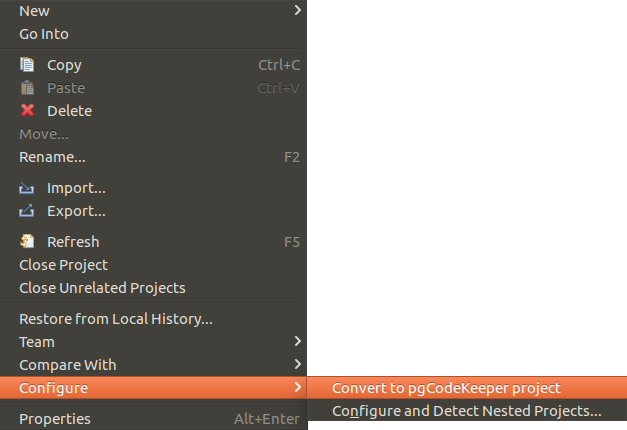 New
Go Into
Copy Ctrl+C
Paste Ctrl+V
Delete
Move...
Rename... F2
Import...
Export...
Refresh F5
Close Project
Close Unrelated Projects
Restore from Local History...
Team
Compare With
Configure
Convert to pgCodeKeeper project
Configure and Detect Nested Projects...
Properties Alt+Enter